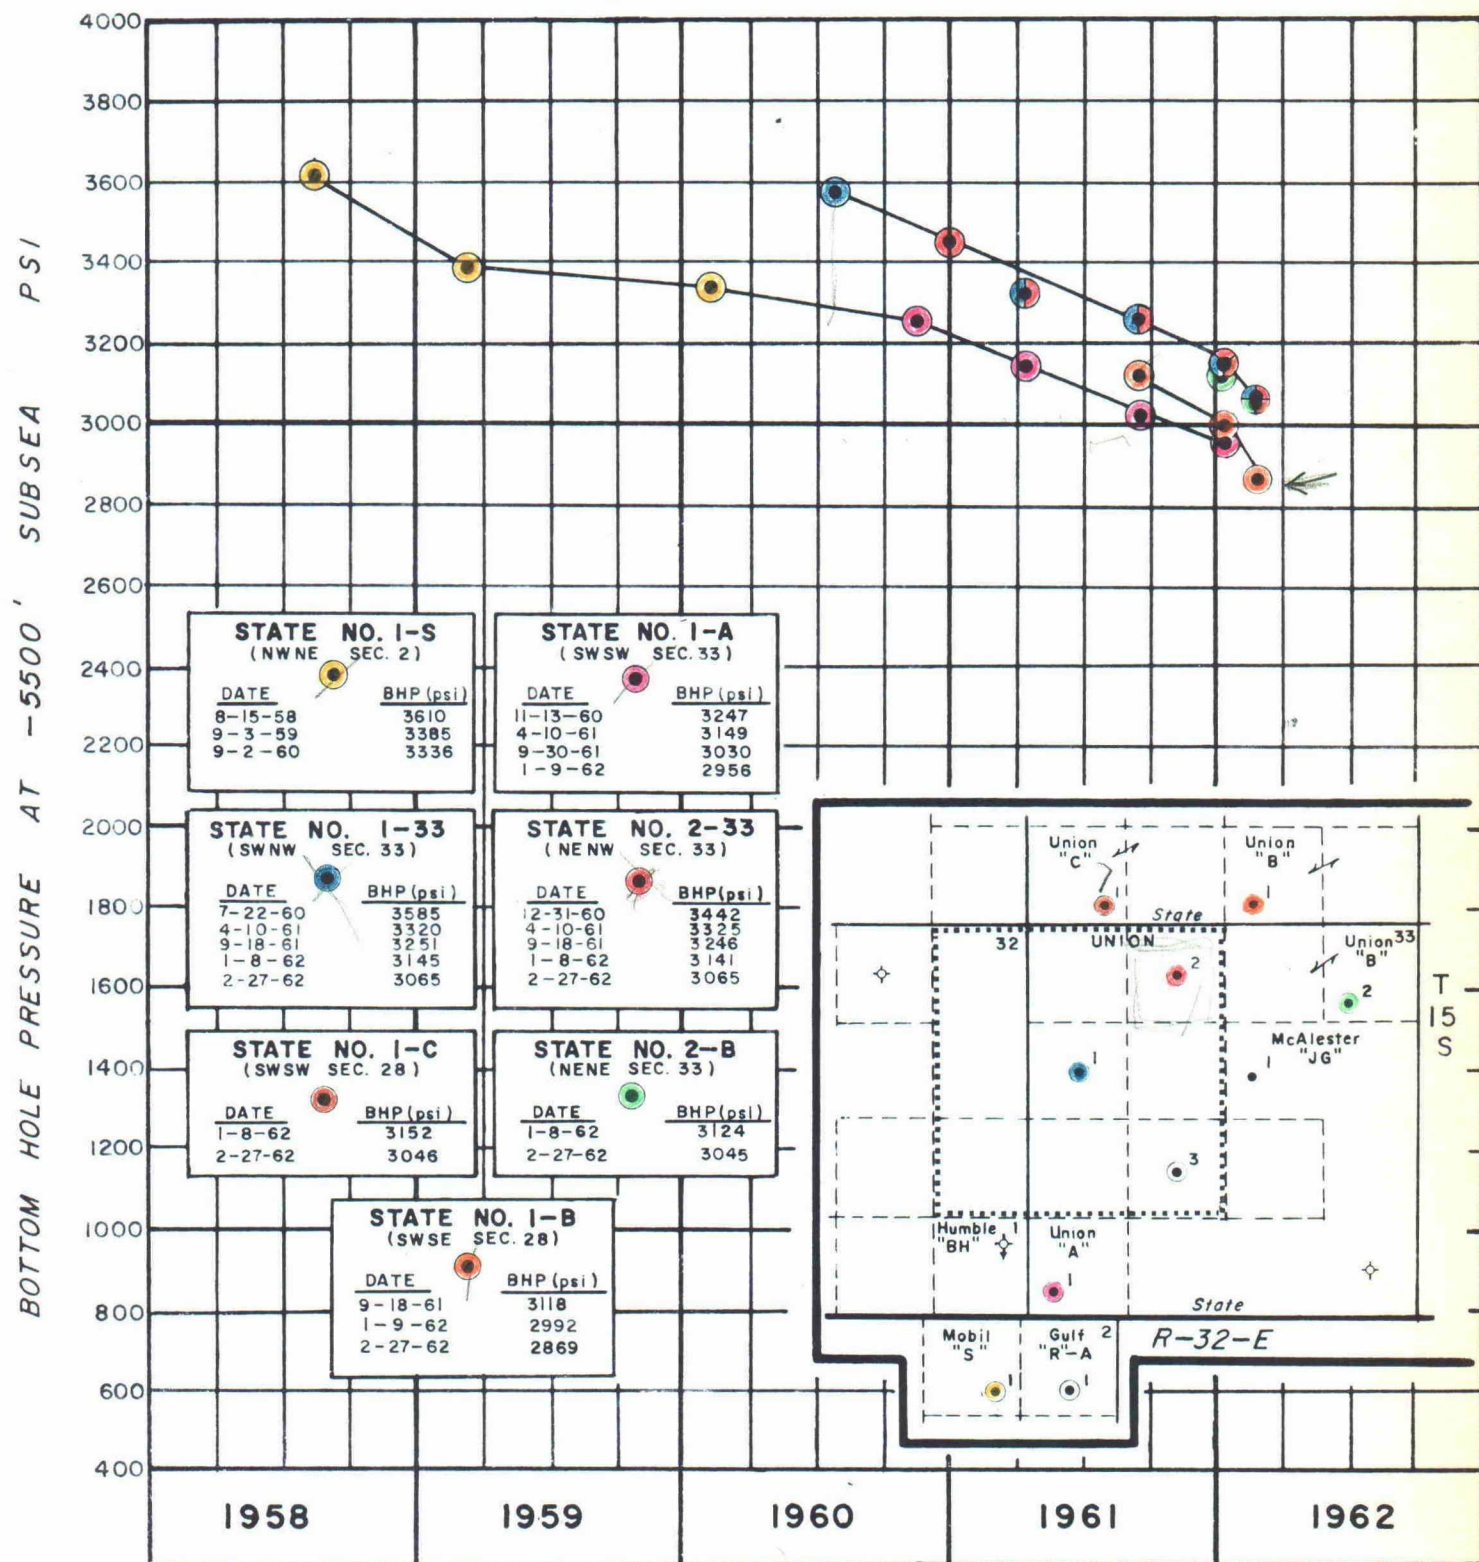 4000
3800
3600
3400
3200
3000
2800
2600
2400
2200
2000
1800
1600
1400
1200
1000
800
600
400
BOTTOM HOLE PRESSURE AT -5500' SUBSEA PSI
STATE NO. 1-S
(NWNE SEC. 2)
DATE BHP (psi)
8-15-58 3610
9-3-59 3385
9-2-60 3336
STATE NO. 1-A
(SWSW SEC. 33)
DATE BHP (psi)
11-13-60 3247
4-10-61 3149
9-30-61 3030
1-9-62 2956
STATE NO. 1-33
(SWNW SEC. 33)
DATE BHP (psi)
7-22-60 3585
4-10-61 3320
9-18-61 3251
1-8-62 3145
2-27-62 3065
STATE NO. 2-33
(NENW SEC. 33)
DATE BHP (psi)
12-31-60 3442
4-10-61 3325
9-18-61 3246
1-8-62 3141
2-27-62 3065
STATE NO. 1-C
(SWSW SEC. 28)
DATE BHP (psi)
1-8-62 3152
2-27-62 3046
STATE NO. 2-B
(NENE SEC. 33)
DATE BHP (psi)
1-8-62 3124
2-27-62 3045
STATE NO. 1-B
(SWSE SEC. 28)
DATE BHP (psi)
9-18-61 3118
1-9-62 2992
2-27-62 2869
Union
"C"
1
Union
"B"
1
State
32
UNION
2
Union
"B"
33
2
1
McAlester
"JG"
1
3
Humble
"BH"
1
Union
"A"
1
State
Mobil
"S"
1
Gulf 2
"R"-A
1
R-32-E
T
15
S
1958 1959 1960 1961 1962